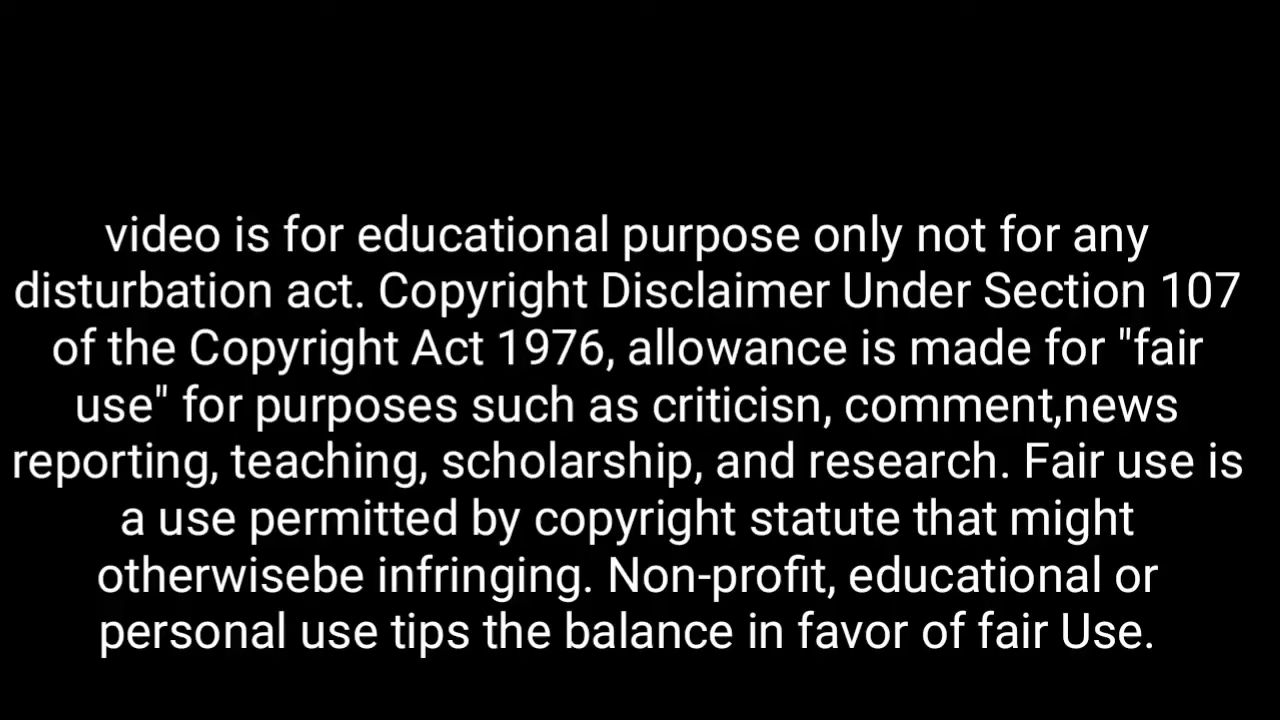 video is for educational purpose only not for any
disturbation act. Copyright Disclaimer Under Section 107
of the Copyright Act 1976, allowance is made for "fair
use" for purposes such as criticisn, comment,news
reporting, teaching, scholarship, and research. Fair use is
a use permitted by copyright statute that might
otherwisebe infringing. Non-profit, educational or
personal use tips the balance in favor of fair Use.